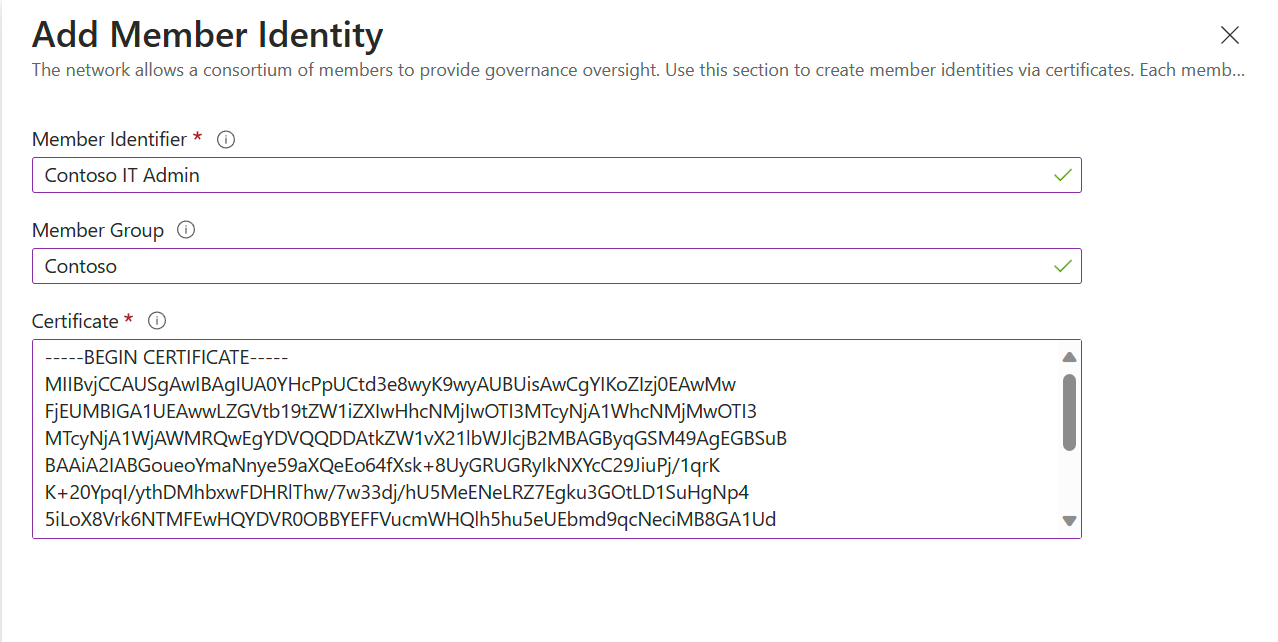 Add Member Identity
The network allows a consortium of members to provide governance oversight. Use this section to create member identities via certificates. Each memb...
Member Identifier *
Contoso IT Admin
Member Group
Contoso
Certificate *
-----BEGIN CERTIFICATE-----
MIIBvjCCAUSgAwIBAgIUA0YHcPpUCtd3e8wyK9wyAUBUisAwCgYIKoZIzj0EAwMw
FjEUMBIGA1UEAwwLZGVtb19tZW1iZXIwHhcNMjIwOTI3MTcyNjA1WhcNMjMwOTI3
MTcyNjA1WjAWMRQwEgYDVQQDDAtkZW1vX21lbWJlcjB2MBAGByqGSM49AgEGBSuB
BAAiA2IABGoueoYmaNnye59aXQeEo64fXsk+8UyGRUGRyIkNXYcC29JiuPj/1qrK
K+20YpqI/ythDMhbxwFDHRlThw/7w33dj/hU5MeENeLRZ7Egku3GOtLD1SuHgNp4
5iLoX8Vrk6NTMFEwHQYDVR0OBBYEFFVucmWHQlh5hu5eUEbmd9qcNeciMB8GA1Ud